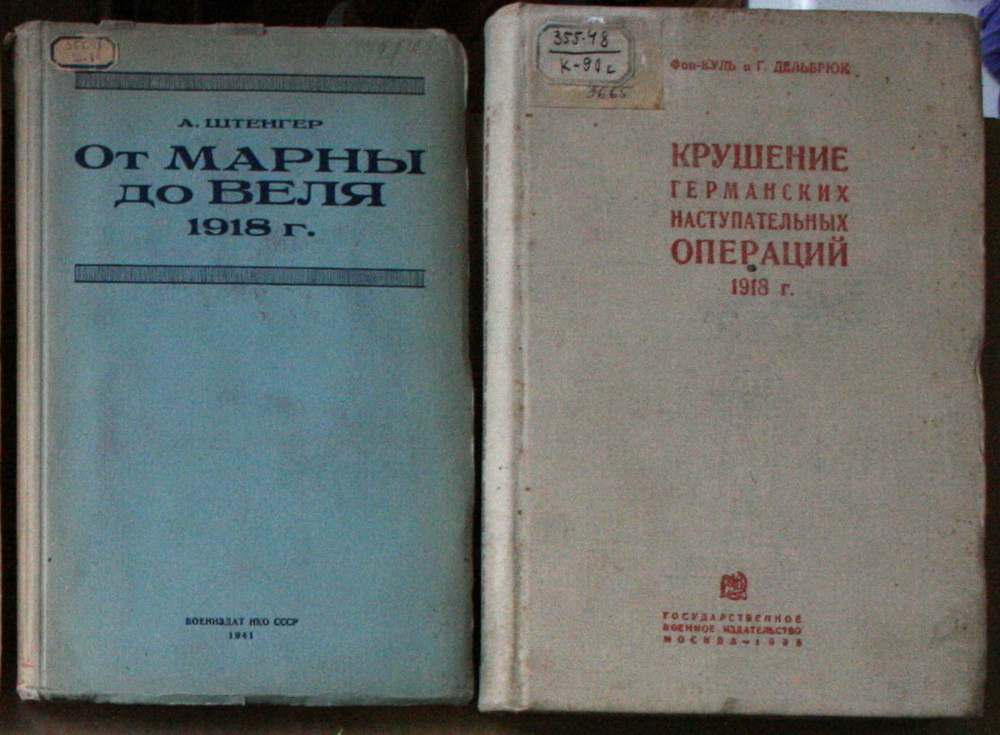 А. ШТЕНГЕР
ОТ МАРНЫ
ДО ВЕЛЯ
1918 г.
ВОЕНИЗДАТ НКО СССР
1941
355.48
К-90с
3665
Фон-КУЛЬ и Г. ДЕЛЬБРЮК
КРУШЕНИЕ
ГЕРМАНСКИХ
НАСТУПАТЕЛЬНЫХ
ОПЕРАЦИЙ
1918 г.
ГОСУДАРСТВЕННОЕ
ВОЕННОЕ ИЗДАТЕЛЬСТВО
МОСКВА—1935